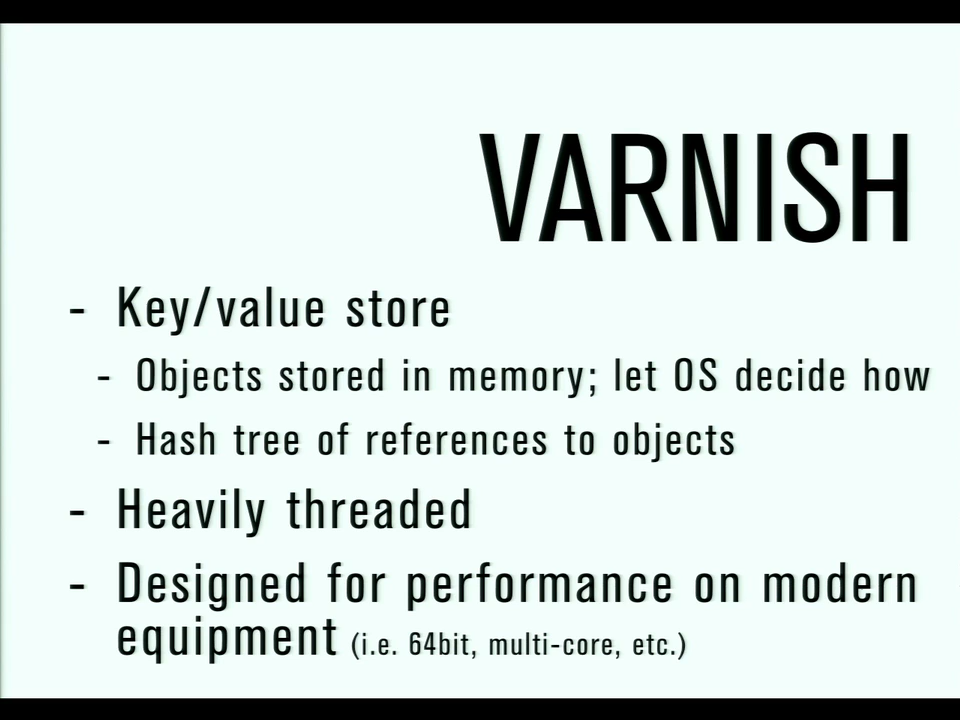 VARNISH
- Key/value store
- Objects stored in memory; let OS decide how
- Hash tree of references to objects
- Heavily threaded
- Designed for performance on modern
equipment (i.e. 64bit, multi-core, etc.)